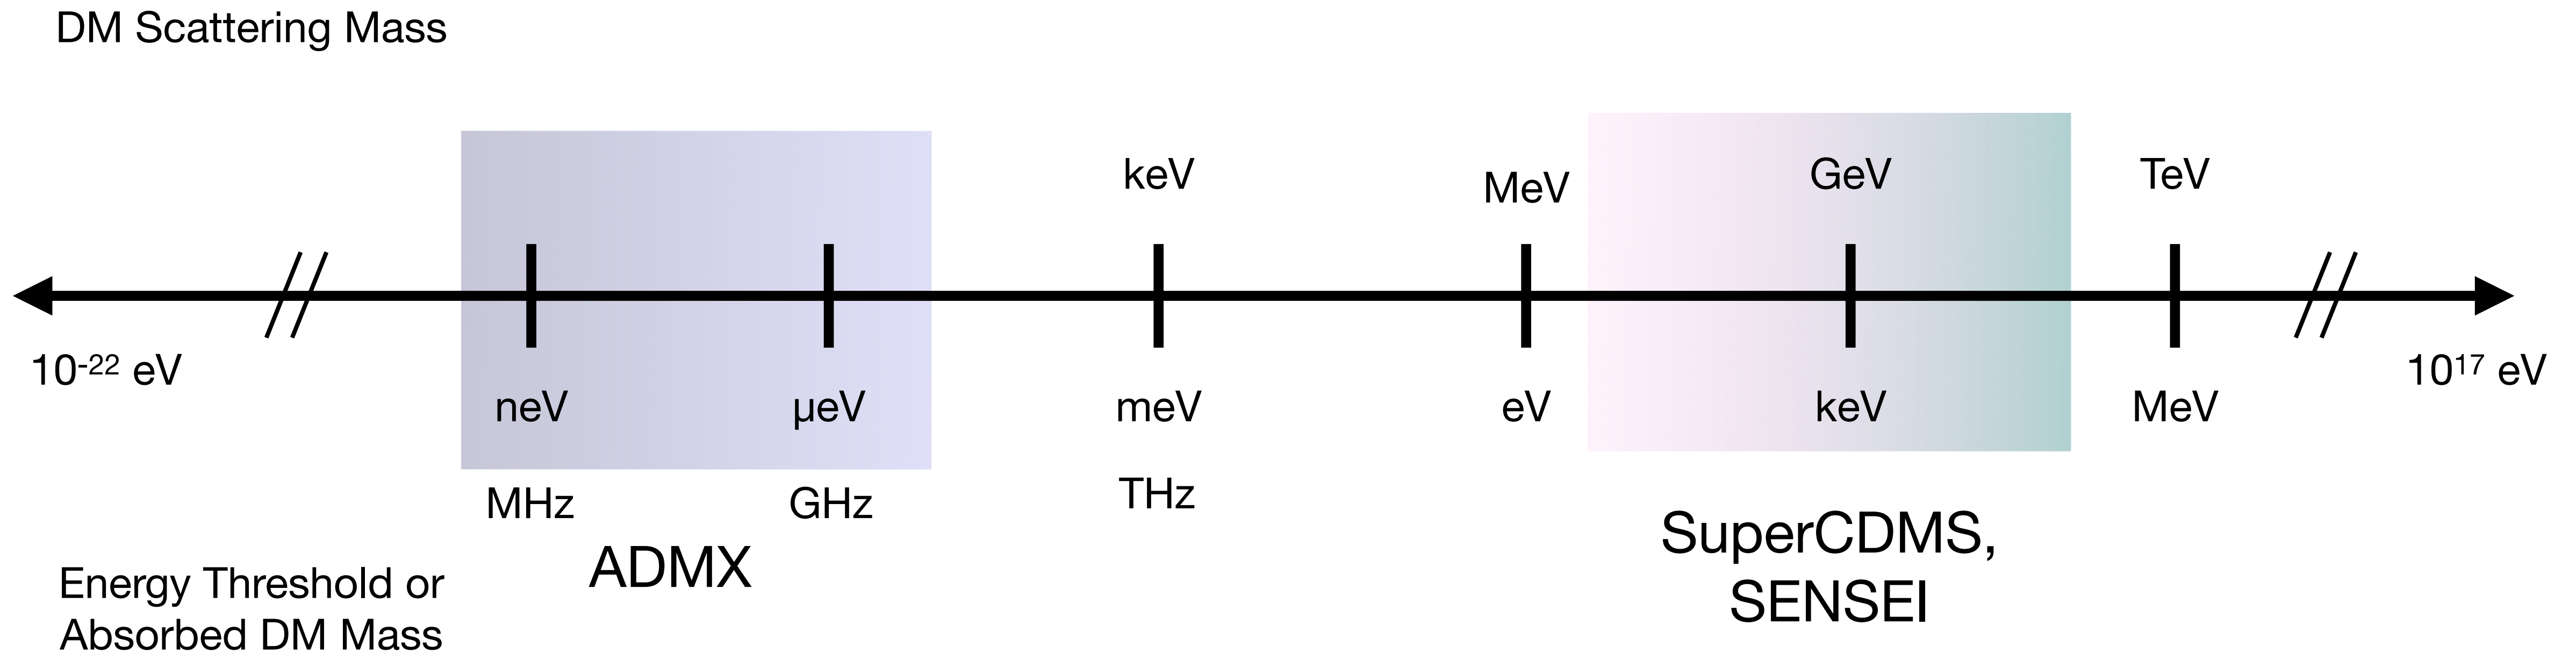 DM Scattering Mass
keV
MeV
GeV
TeV
10-22 eV
1017 eV
neV
µeV
meV
eV
keV
MeV
MHz
GHz
THz
ADMX
SuperCDMS,
SENSEI
Energy Threshold or
Absorbed DM Mass